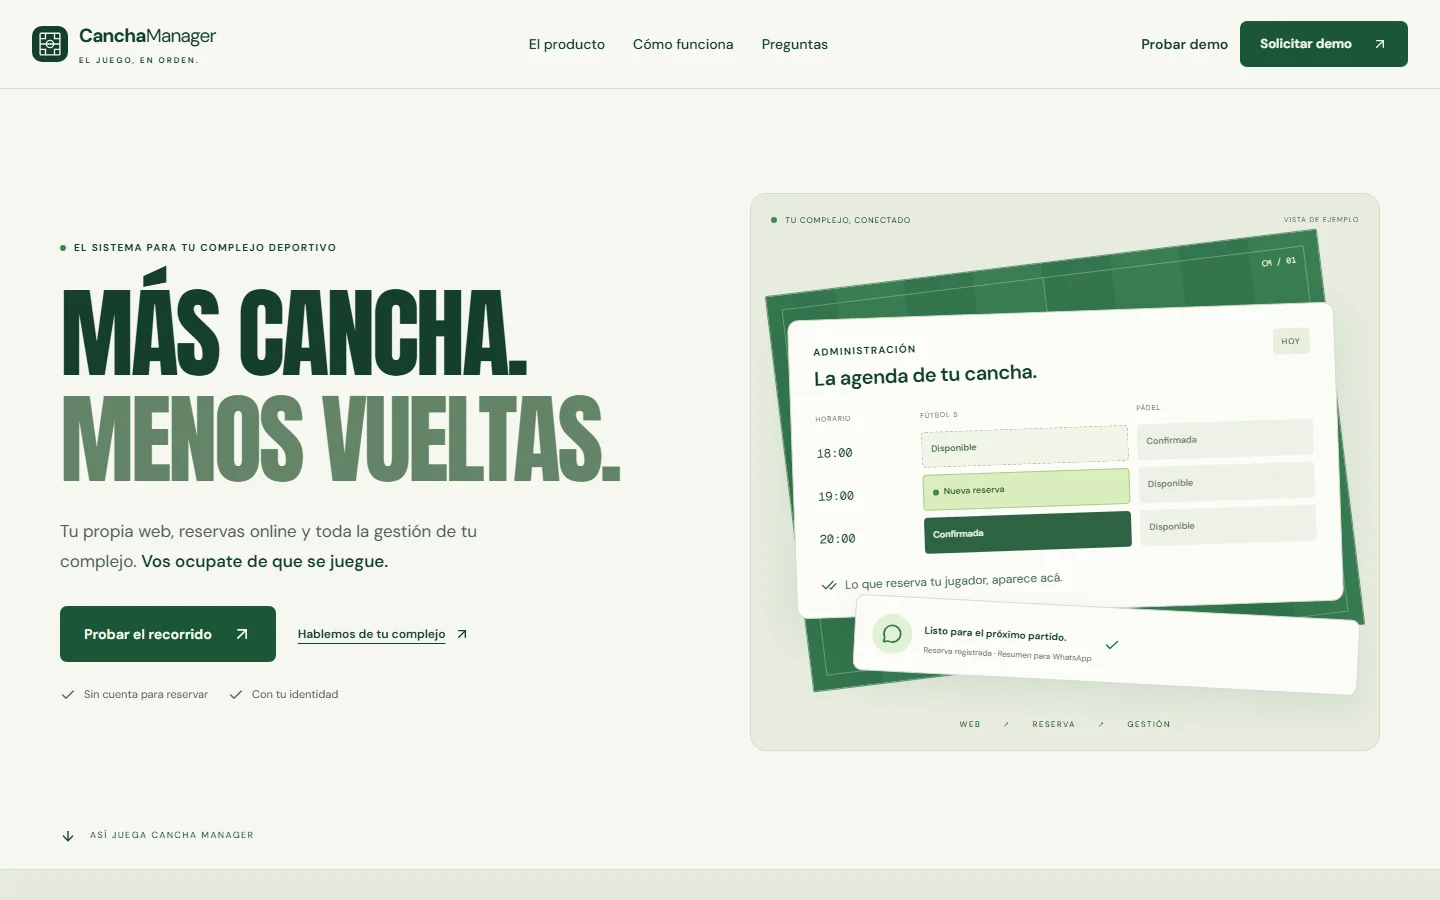 CanchaManager
EL JUEGO, EN ORDEN.
El producto
Cómo funciona
Preguntas
Probar demo
Solicitar demo
EL SISTEMA PARA TU COMPLEJO DEPORTIVO
MÁS CANCHA.
MENOS VUELTAS.
Tu propia web, reservas online y toda la gestión de tu
complejo. Vos ocupate de que se juegue.
Probar el recorrido
Hablemos de tu complejo
Sin cuenta para reservar
Con tu identidad
TU COMPLEJO, CONECTADO
VISTA DE EJEMPLO
CM / 01
ADMINISTRACIÓN
HOY
La agenda de tu cancha.
HORARIO
FÚTBOL 5
PÁDEL
18:00
Disponible
Confirmada
19:00
Nueva reserva
Disponible
20:00
Confirmada
Disponible
Lo que reserva tu jugador, aparece acá.
Listo para el próximo partido.
Reserva registrada · Resumen para WhatsApp
WEB
RESERVA
GESTIÓN
ASÍ JUEGA CANCHA MANAGER